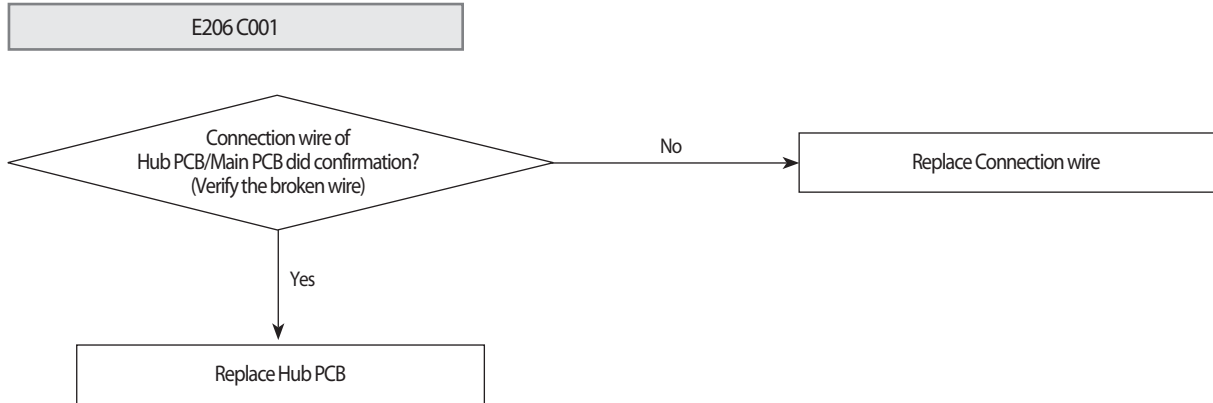 E206 C001
Connection wire of
Hub PCB/Main PCB did confirmation?
(Verify the broken wire)
No
Replace Connection wire
Yes
Replace Hub PCB